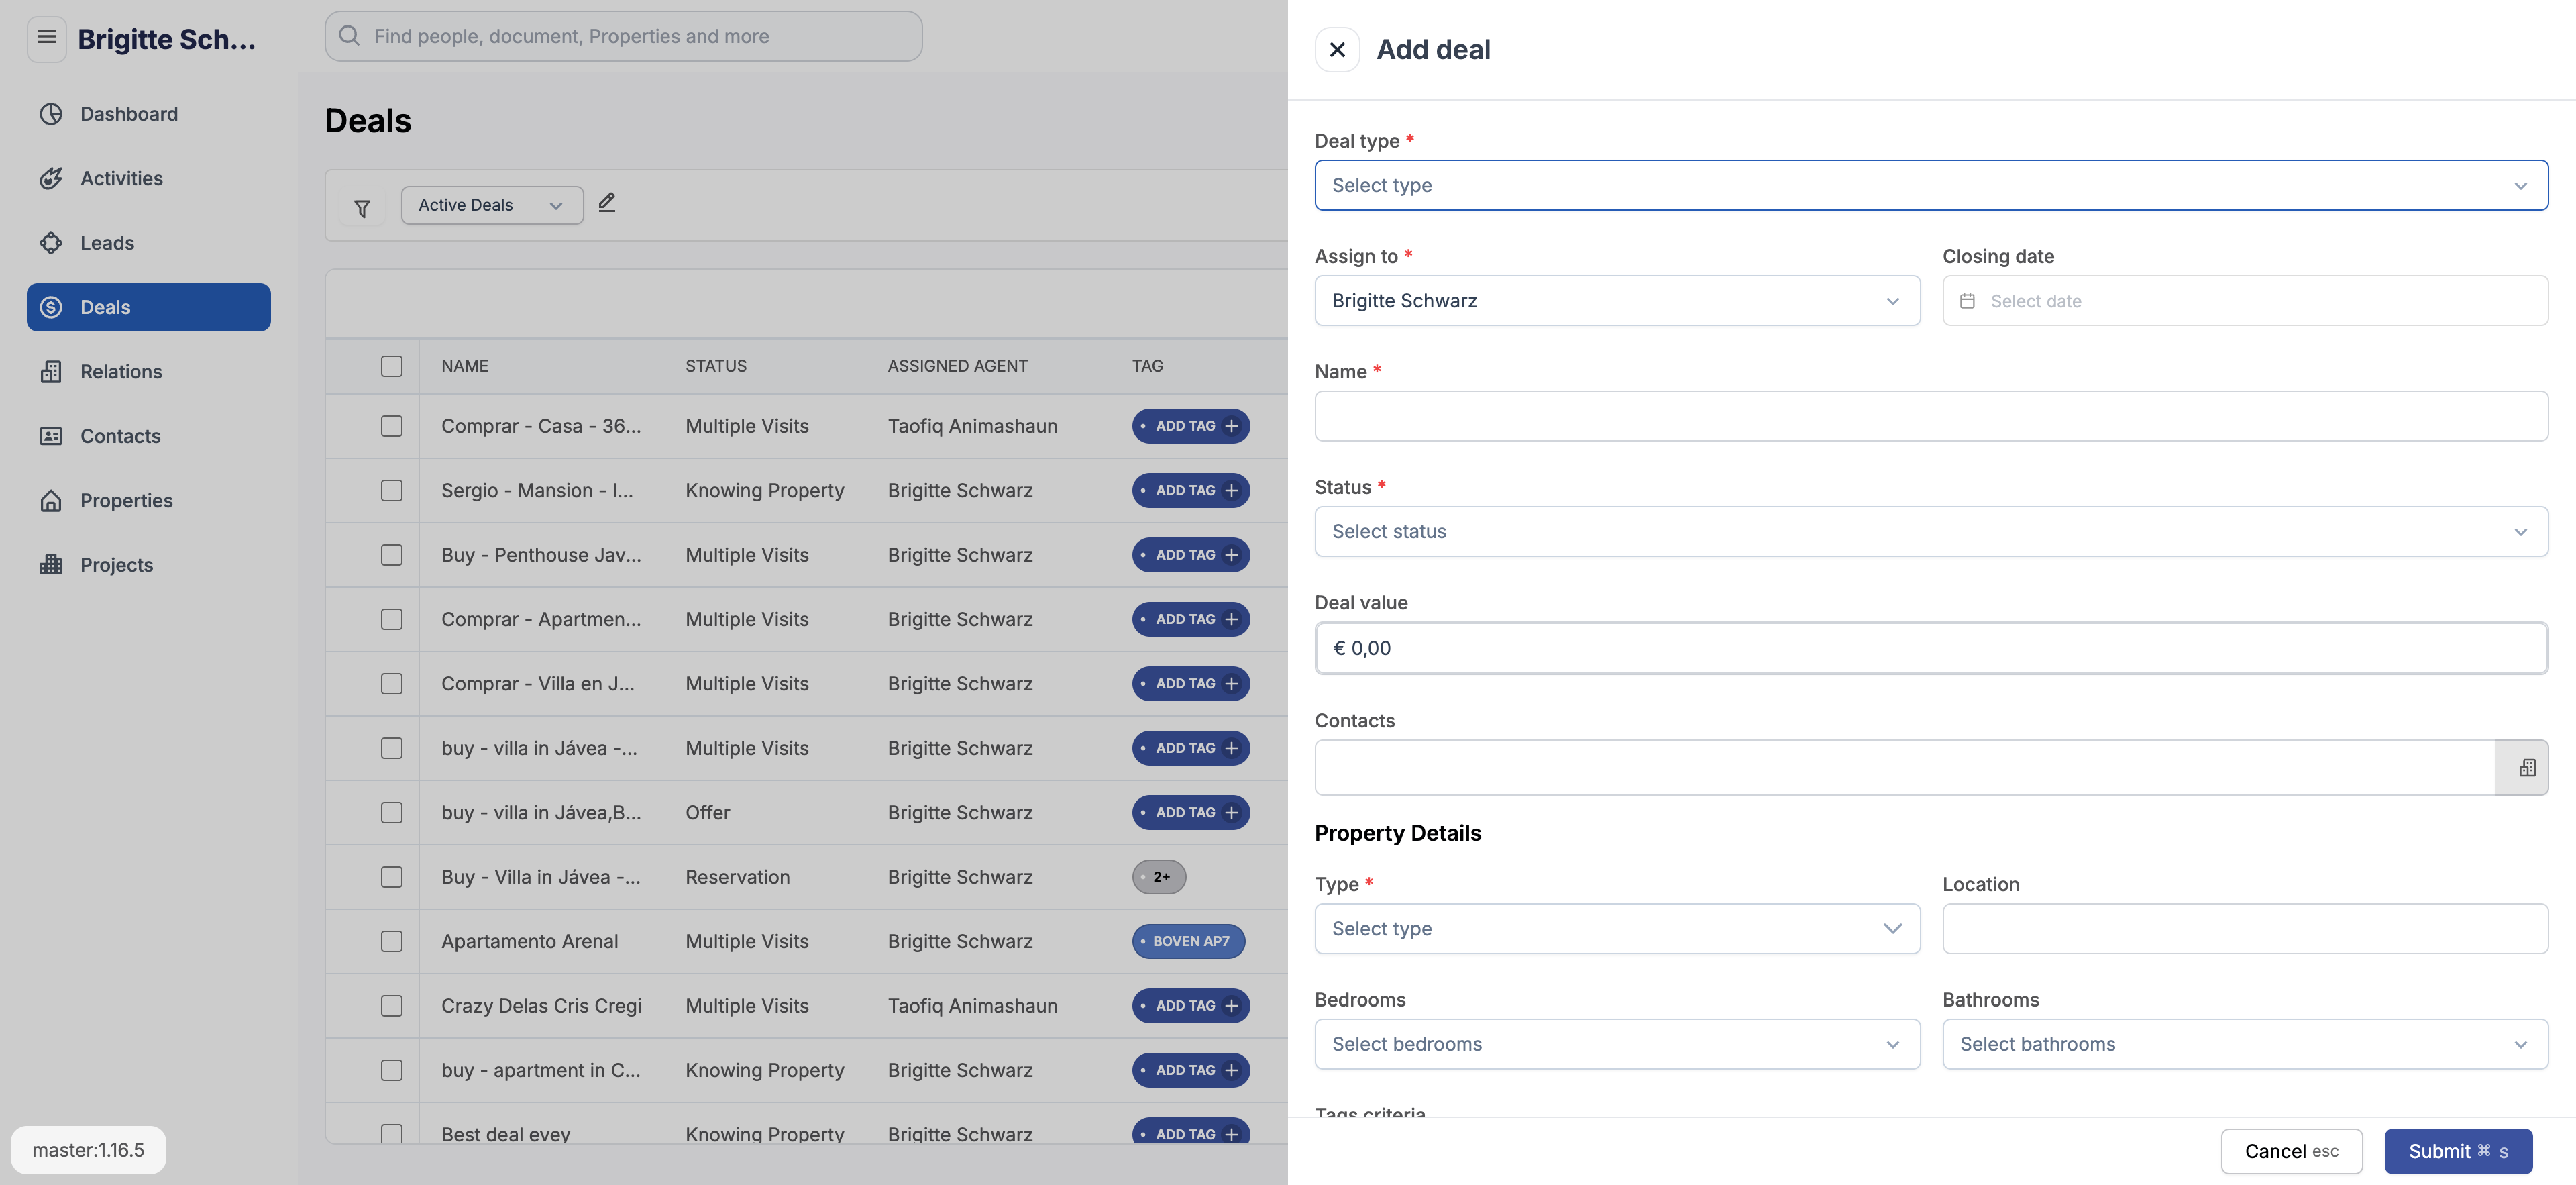 Brigitte Sch...
Find people, document, Properties and more
Dashboard
Activities
Leads
Deals
Relations
Contacts
Properties
Projects
master:1.16.5
Deals
Active Deals
NAME STATUS ASSIGNED AGENT TAG
Comprar - Casa - 36... Multiple Visits Taofiq Animashaun ADD TAG
Sergio - Mansion - I... Knowing Property Brigitte Schwarz ADD TAG
Buy - Penthouse Jav... Multiple Visits Brigitte Schwarz ADD TAG
Comprar - Apartmen... Multiple Visits Brigitte Schwarz ADD TAG
Comprar - Villa en J... Multiple Visits Brigitte Schwarz ADD TAG
buy - villa in Jávea -... Multiple Visits Brigitte Schwarz ADD TAG
buy - villa in Jávea,B... Offer Brigitte Schwarz ADD TAG
Buy - Villa in Jávea -... Reservation Brigitte Schwarz 2+
Apartamento Arenal Multiple Visits Brigitte Schwarz BOVEN AP7
Crazy Delas Cris Cregi Multiple Visits Taofiq Animashaun ADD TAG
buy - apartment in C... Knowing Property Brigitte Schwarz ADD TAG
Best deal evey Knowing Property Brigitte Schwarz ADD TAG
Add deal
Deal type *
Select type
Assign to * Closing date
Brigitte Schwarz Select date
Name *
Status *
Select status
Deal value
€ 0,00
Contacts
Property Details
Type * Location
Select type
Bedrooms Bathrooms
Select bedrooms Select bathrooms
Tags criteria
Cancel esc Submit ⌘ s